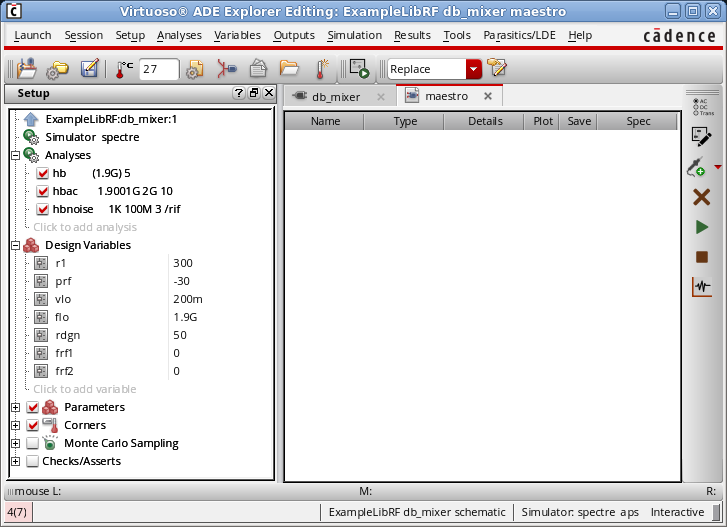 Virtuoso® ADE Explorer Editing: ExampleLibRF db_mixer maestro
Launch Session Setup Analyses Variables Outputs Simulation Results Tools Parasitics/LDE Help cādence
27 Replace
Setup
db_mixer maestro
Name Type Details Plot Save Spec
ExampleLibRF:db_mixer:1
Simulator spectre
Analyses
hb (1.9G) 5
hbac 1.9001G 2G 10
hbnoise 1K 100M 3 /rif
Click to add analysis
Design Variables
r1 300
prf -30
vlo 200m
flo 1.9G
rdgn 50
frf1 0
frf2 0
Click to add variable
Parameters
Corners
Monte Carlo Sampling
Checks/Asserts
AC
DC
Trans
mouse L: M: R:
4(7) ExampleLibRF db_mixer schematic Simulator: spectre aps Interactive